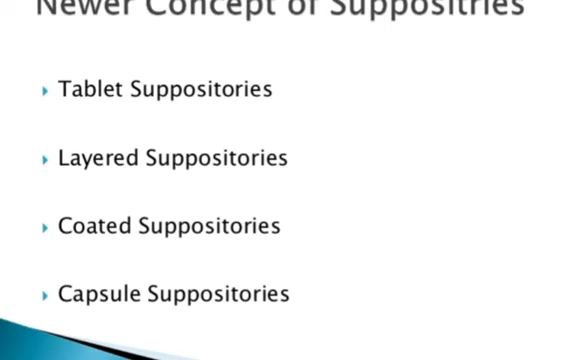 Newer Concept of Suppositries
Tablet Suppositories
Layered Suppositories
Coated Suppositories
Capsule Suppositories